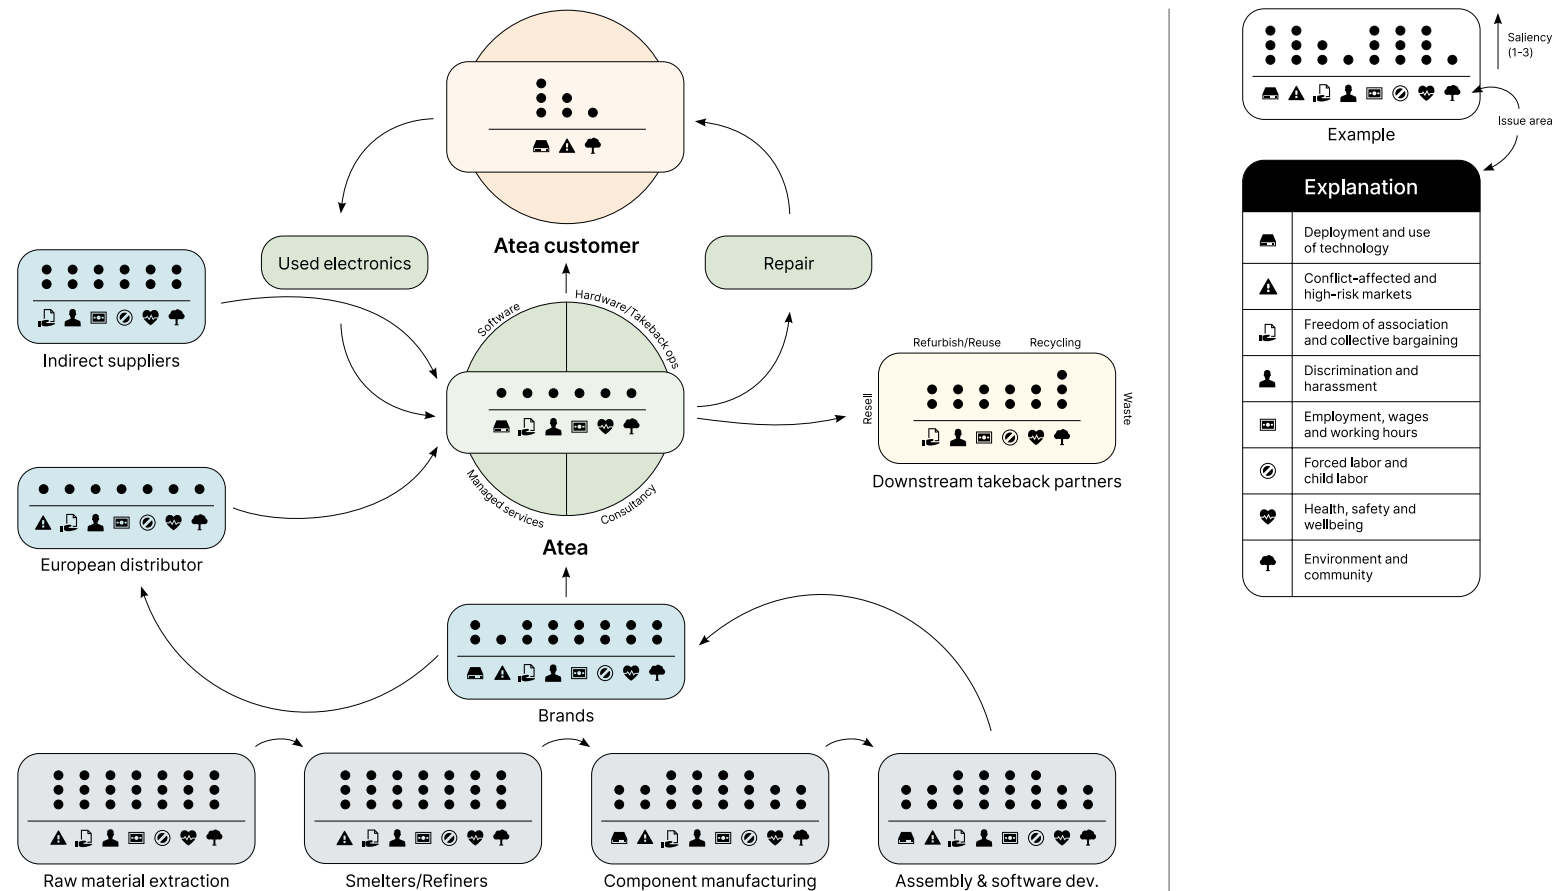 Saliency
(1-3)
Issue area
Example
Explanation
Deployment and use
of technology
Conflict-affected and
high-risk markets
Freedom of association
and collective bargaining
Discrimination and
harassment
Employment, wages
and working hours
Forced labor and
child labor
Health, safety and
wellbeing
Environment and
community
Atea customer
Used electronics
Repair
Indirect suppliers
Software
Hardware/Takeback ops
Managed services
Consultancy
Atea
Refurbish/Reuse
Recycling
Resell
Waste
Downstream takeback partners
European distributor
Brands
Raw material extraction
Smelters/Refiners
Component manufacturing
Assembly & software dev.